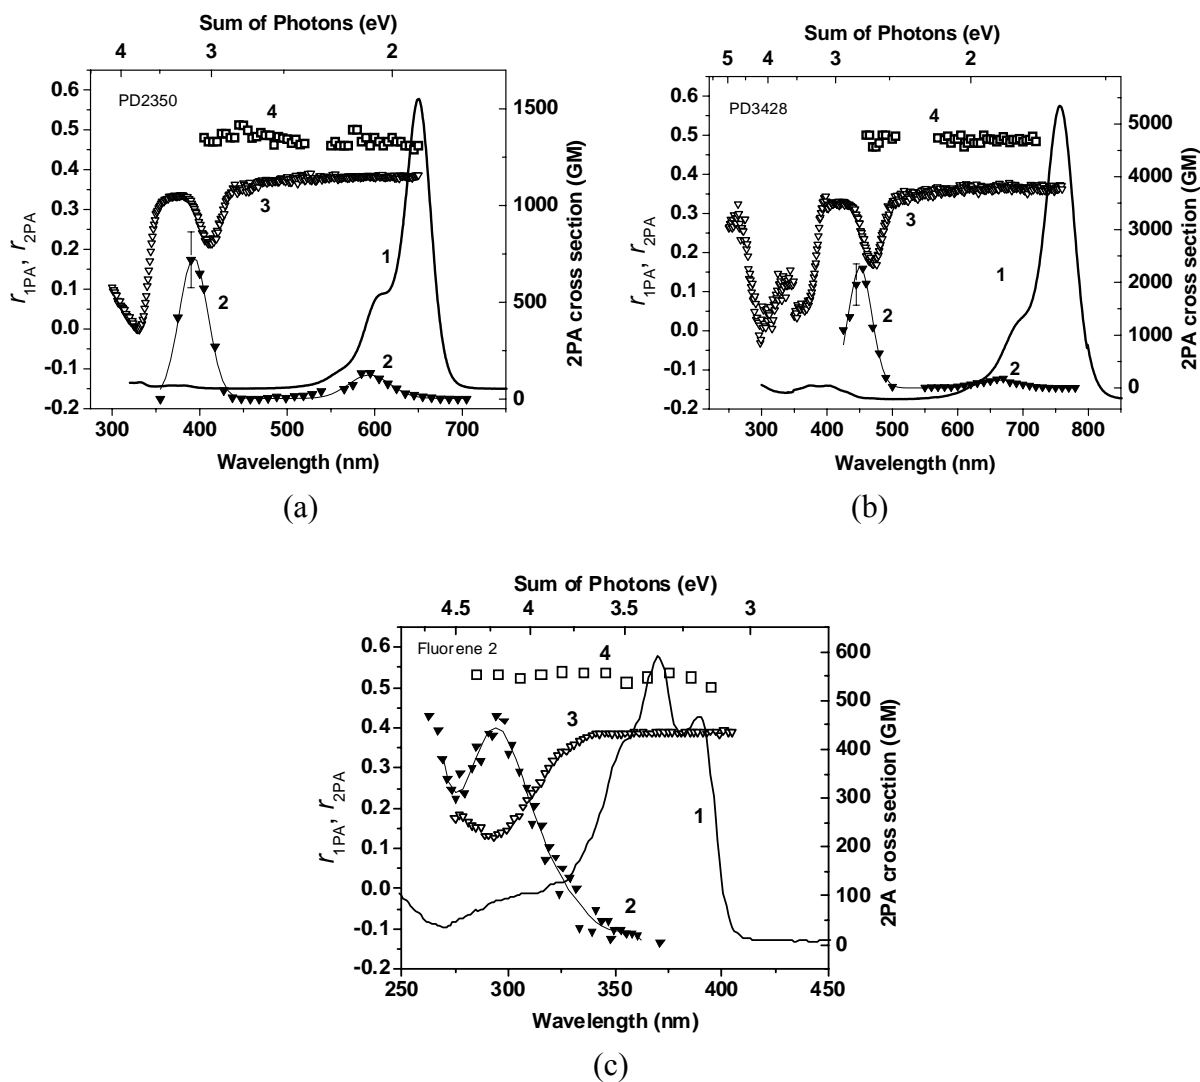 Sum of Photons (eV)
4 3 2
0.6
0.5
0.4
0.3
0.2
0.1
0.0
-0.1
-0.2
r1PA, r2PA
PD2350
4
3
1
2
2
1500
1000
500
0
2PA cross section (GM)
300 400 500 600 700
Wavelength (nm)
(a)
Sum of Photons (eV)
5 4 3 2
0.6
0.5
0.4
0.3
0.2
0.1
0.0
-0.1
-0.2
r1PA, r2PA
PD3428
4
3
1
2
2
5000
4000
3000
2000
1000
0
2PA cross section (GM)
300 400 500 600 700 800
Wavelength (nm)
(b)
Sum of Photons (eV)
4.5 4 3.5 3
0.6
0.5
0.4
0.3
0.2
0.1
0.0
-0.1
-0.2
r1PA, r2PA
Fluorene 2
4
3
1
2
600
500
400
300
200
100
0
2PA cross section (GM)
250 300 350 400 450
Wavelength (nm)
(c)